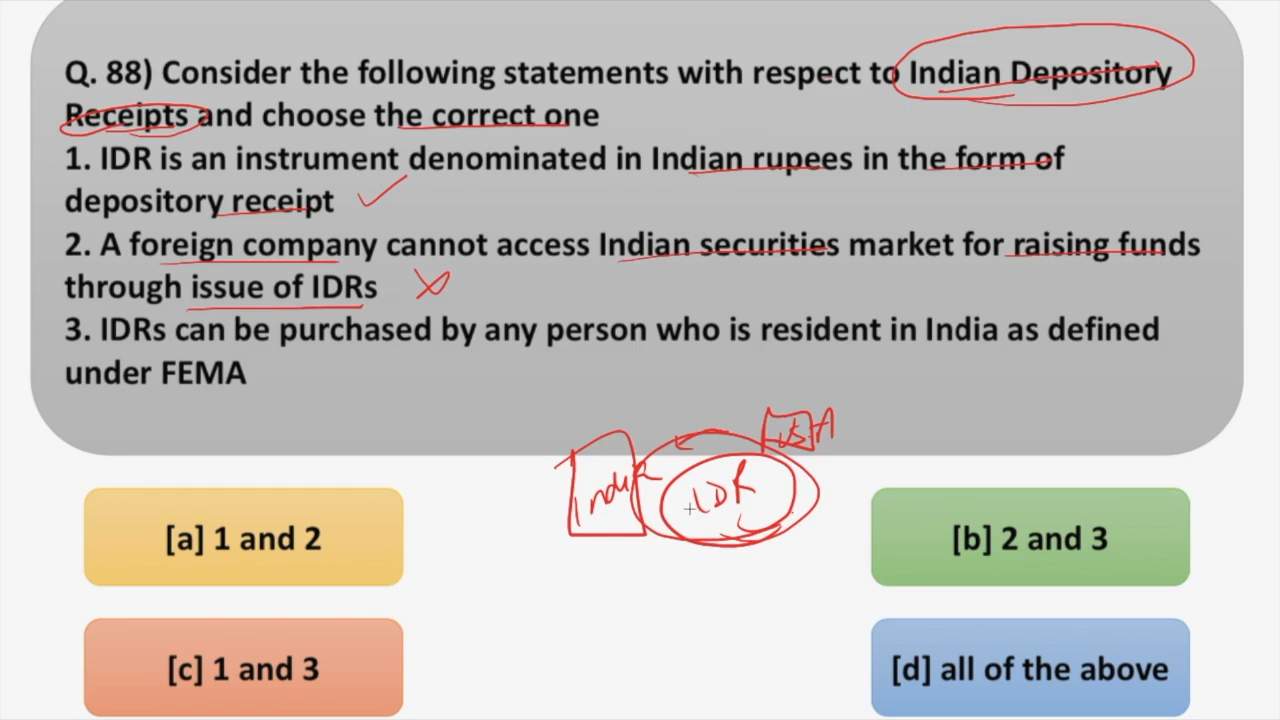 Q. 88) Consider the following statements with respect to Indian Depository
Receipts and choose the correct one
1. IDR is an instrument denominated in Indian rupees in the form of
depository receipt
2. A foreign company cannot access Indian securities market for raising funds
through issue of IDRs
3. IDRs can be purchased by any person who is resident in India as defined
under FEMA
USA
India
IDR
[a] 1 and 2
[b] 2 and 3
[c] 1 and 3
[d] all of the above